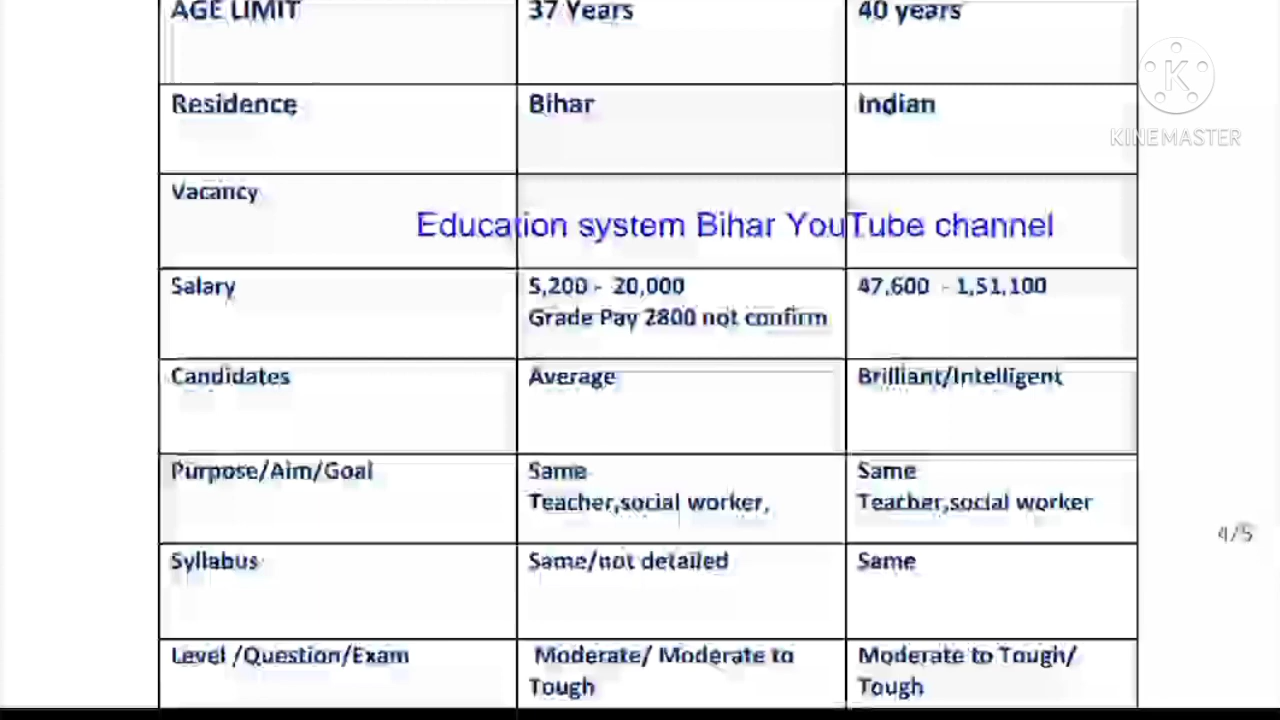 AGE LIMIT 37 Years 40 years
Residence Bihar Indian
KINEMASTER
Vacancy
Education system Bihar YouTube channel
Salary 5,200 - 20,000 47,600 - 1,51,100
Grade Pay 2800 not confirm
Candidates Average Brilliant/Intelligent
Purpose/Aim/Goal Same Same
Teacher,social worker, Teacher,social worker
4/5
Syllabus Same/not detailed Same
Level /Question/Exam Moderate/ Moderate to Moderate to Tough/
Tough Tough